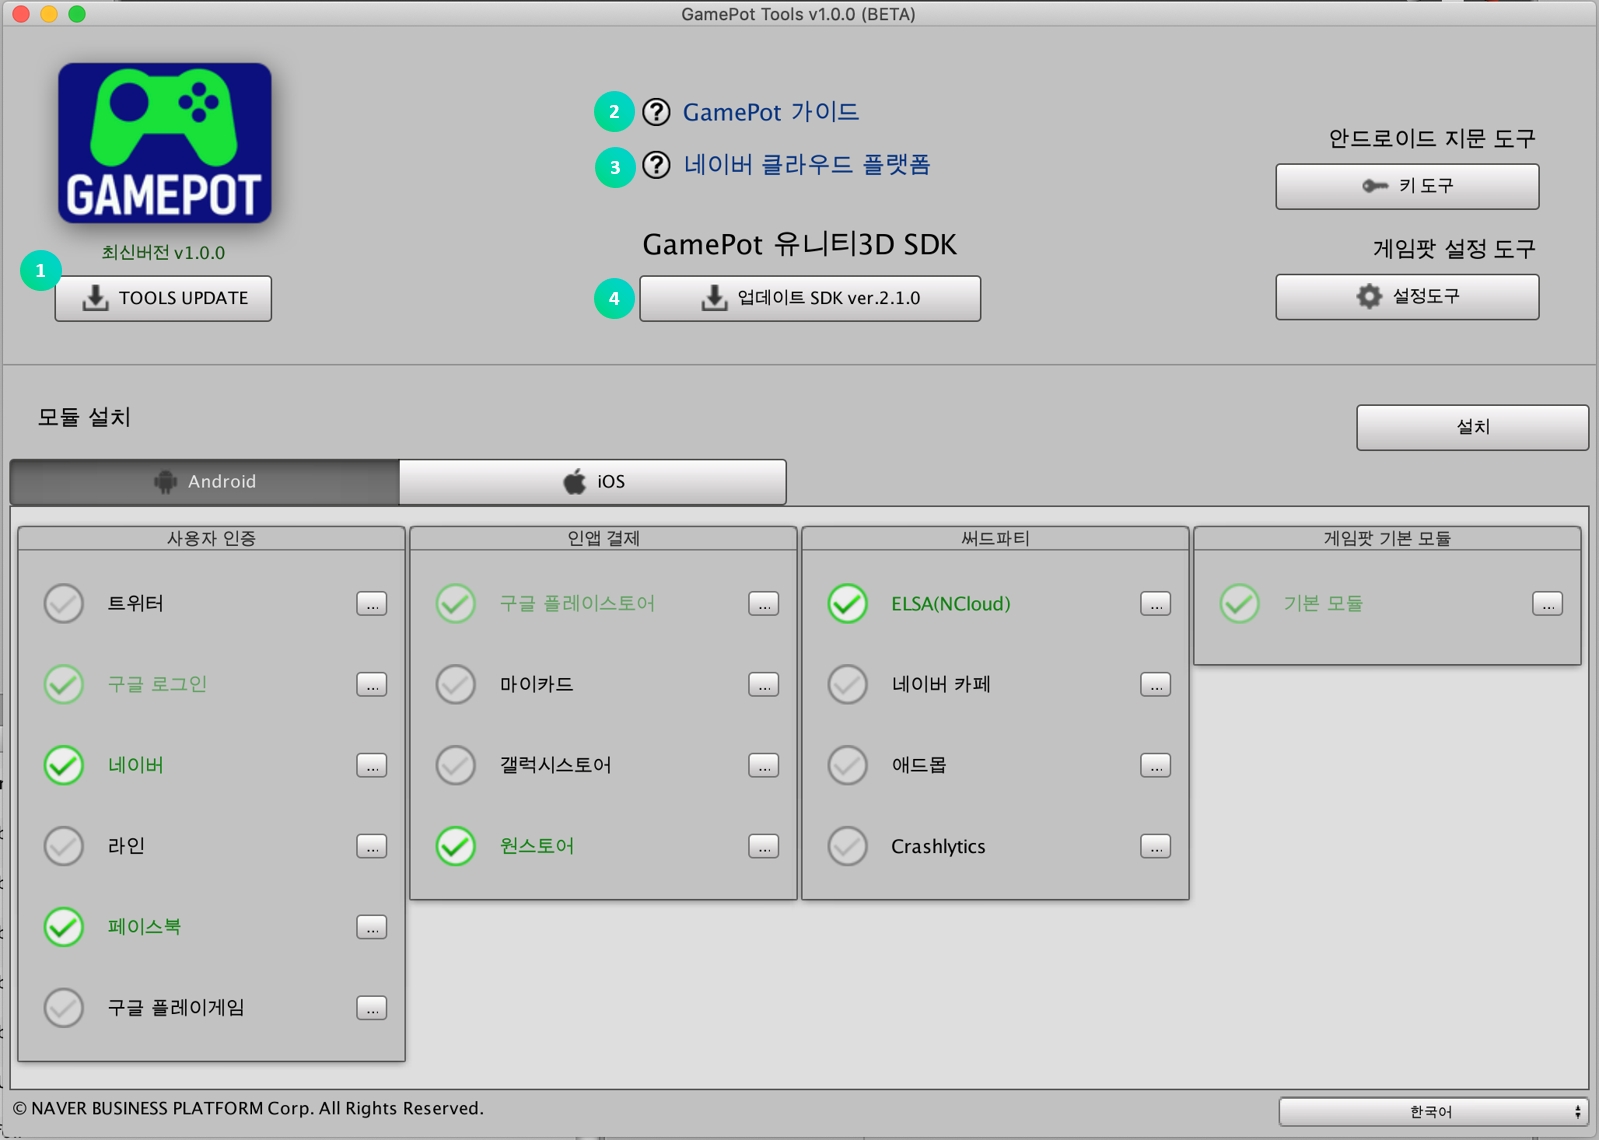 GamePot Tools v1.0.0 (BETA)
GAMEPOT
최신버전 v1.0.0
1
TOOLS UPDATE
2
? GamePot 가이드
3
? 네이버 클라우드 플랫폼
GamePot 유니티3D SDK
4
업데이트 SDK ver.2.1.0
안드로이드 지문 도구
키 도구
게임팟 설정 도구
설정도구
모듈 설치
설치
Android
iOS
사용자 인증
트위터 ...
구글 로그인 ...
네이버 ...
라인 ...
페이스북 ...
구글 플레이게임 ...
인앱 결제
구글 플레이스토어 ...
마이카드 ...
갤럭시스토어 ...
원스토어 ...
써드파티
ELSA(NCloud) ...
네이버 카페 ...
애드몹 ...
Crashlytics ...
게임팟 기본 모듈
기본 모듈 ...
© NAVER BUSINESS PLATFORM Corp. All Rights Reserved.
한국어